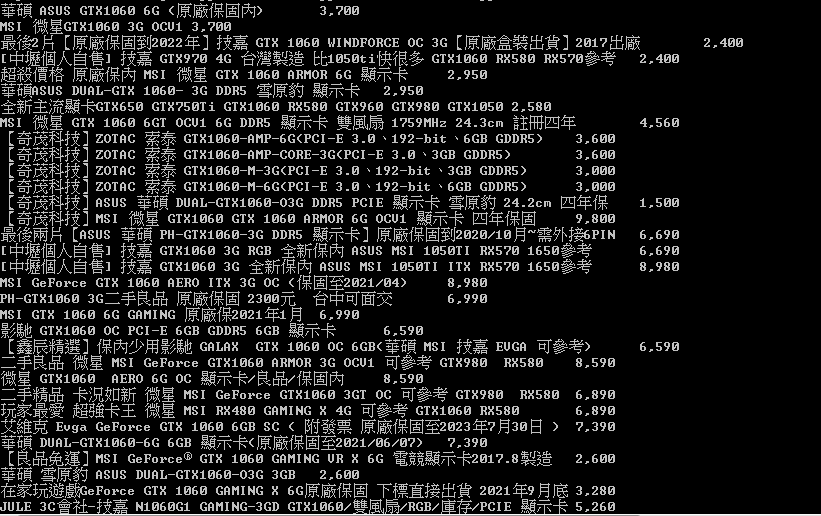 華碩 ASUS GTX1060 6G (原廠保固內) 3,700
MSI 微星GTX1060 3G OCV1 3,700
最後2片【原廠保固到2022年】技嘉 GTX 1060 WINDFORCE OC 3G【原廠盒裝出貨】2017出廠 2,400
[中壢個人自售] 技嘉 GTX970 4G 台灣製造 比1050ti快很多 GTX1060 RX580 RX570參考 2,400
超殺價格 原廠保內 MSI 微星 GTX 1060 ARMOR 6G 顯示卡 2,950
華碩ASUS DUAL-GTX 1060- 3G DDR5 雪原豹 顯示卡 2,950
全新主流顯卡GTX650 GTX750Ti GTX1060 RX580 GTX960 GTX980 GTX1050 2,580
MSI 微星 GTX 1060 6GT OCV1 6G DDR5 顯示卡 雙風扇 1759MHz 24.3cm 註冊四年 4,560
【奇茂科技】ZOTAC 索泰 GTX1060-AMP-6G(PCI-E 3.0、192-bit、6GB GDDR5) 3,600
【奇茂科技】ZOTAC 索泰 GTX1060-AMP-CORE-3G(PCI-E 3.0、3GB GDDR5) 3,600
【奇茂科技】ZOTAC 索泰 GTX1060-M-3G(PCI-E 3.0、192-bit、3GB GDDR5) 3,000
【奇茂科技】ZOTAC 索泰 GTX1060-M-6G(PCI-E 3.0、192-bit、6GB GDDR5) 3,000
【奇茂科技】ASUS 華碩 DUAL-GTX1060-O3G DDR5 PCIE 顯示卡 雪原豹 24.2cm 四年保 1,500
【奇茂科技】MSI 微星 GTX1060 GTX 1060 ARMOR 6G OCV1 顯示卡 四年保固 9,800
最後兩片【ASUS 華碩 PH-GTX1060-3G DDR5 顯示卡】原廠保固到2020/10月~需外接6PIN 6,690
[中壢個人自售] 技嘉 GTX1060 3G RGB 全新保內 ASUS MSI 1050TI RX570 1650參考 6,690
[中壢個人自售] 技嘉 GTX1060 3G 全新保內 ASUS MSI 1050TI ITX RX570 1650參考 8,980
MSI GeForce GTX 1060 AERO ITX 3G OC (保固至2021/04) 8,980
PH-GTX1060 3G二手良品 原廠保固 2300元 台中可面交 6,990
MSI GTX 1060 6G GAMING 原廠保2021年1月 6,990
影馳 GTX1060 OC PCI-E 6GB GDDR5 6GB 顯示卡 6,590
【鑫辰精選】保內少用影馳 GALAX GTX 1060 OC 6GB(華碩 MSI 技嘉 EVGA 可參考) 6,590
二手良品 微星 MSI GeForce GTX1060 ARMOR 3G OCV1 可參考 GTX980 RX580 8,590
微星 GTX1060 AERO 6G OC 顯示卡/良品/保固內 8,590
二手精品 卡況如新 微星 MSI GeForce GTX1060 3GT OC 可參考 GTX980 RX580 6,890
玩家最愛 超強卡王 微星 MSI RX480 GAMING X 4G 可參考 GTX1060 RX580 6,890
艾維克 Evga GeForce GTX 1060 6GB SC ( 附發票 原廠保固至2023年7月30日 ) 7,390
華碩 DUAL-GTX1060-6G 6GB 顯示卡(原廠保固至2021/06/07) 7,390
【良品免運】MSI GeForce® GTX 1060 GAMING VR X 6G 電競顯示卡2017.8製造 2,600
華碩 雪原豹 ASUS DUAL-GTX1060-O3G 3GB 2,600
在家玩遊戲GeForce GTX 1060 GAMING X 6G原廠保固 下標直接出貨 2021年9月底 3,280
JULE 3C會社-技嘉 N1060G1 GAMING-3GD GTX1060/雙風扇/RGB/庫存/PCIE 顯示卡 5,260